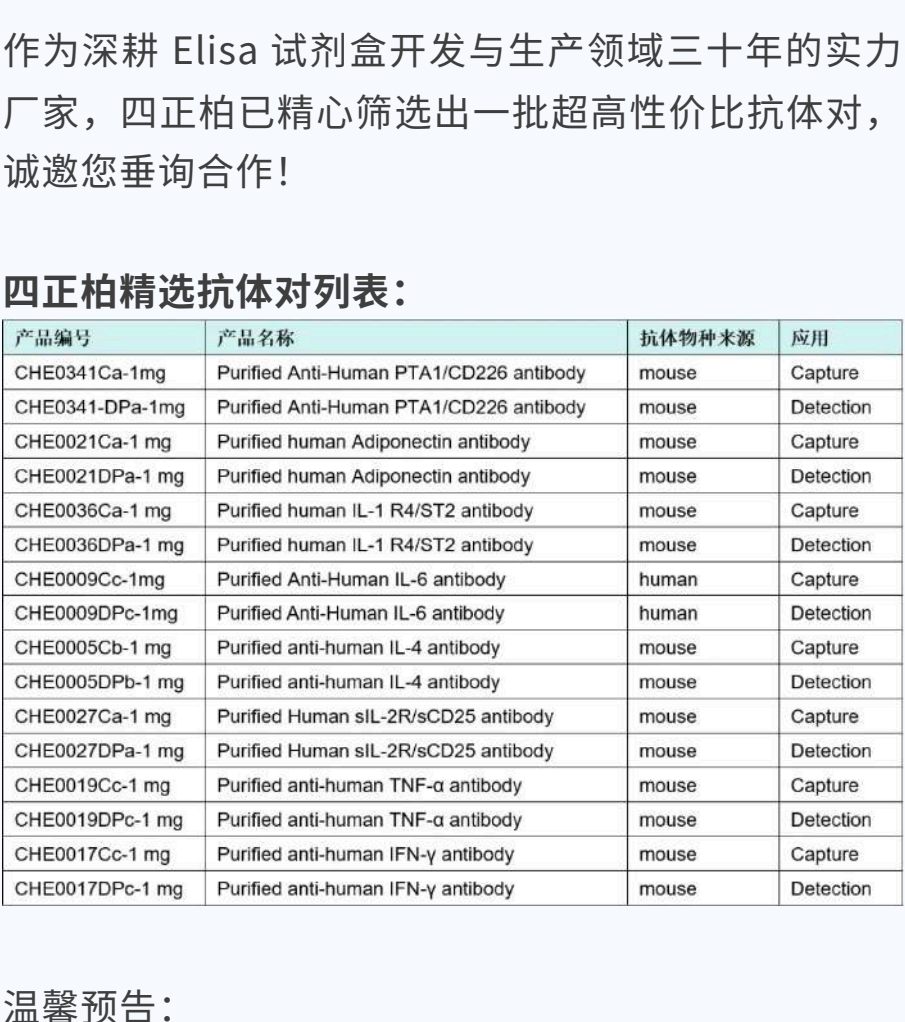 作为深耕 Elisa 试剂盒开发与生产领域三十年的实力
厂家，四正柏已精心筛选出一批超高性价比抗体对，
诚邀您垂询合作！
四正柏精选抗体对列表：
产品编号 产品名称 抗体物种来源 应用
CHE0341Ca-1mg Purified Anti-Human PTA1/CD226 antibody mouse Capture
CHE0341-DPa-1mg Purified Anti-Human PTA1/CD226 antibody mouse Detection
CHE0021Ca-1 mg Purified human Adiponectin antibody mouse Capture
CHE0021DPa-1 mg Purified human Adiponectin antibody mouse Detection
CHE0036Ca-1 mg Purified human IL-1 R4/ST2 antibody mouse Capture
CHE0036DPa-1 mg Purified human IL-1 R4/ST2 antibody mouse Detection
CHE0009Cc-1mg Purified Anti-Human IL-6 antibody human Capture
CHE0009DPc-1mg Purified Anti-Human IL-6 antibody human Detection
CHE0005Cb-1 mg Purified anti-human IL-4 antibody mouse Capture
CHE0005DPb-1 mg Purified anti-human IL-4 antibody mouse Detection
CHE0027Ca-1 mg Purified Human sIL-2R/sCD25 antibody mouse Capture
CHE0027DPa-1 mg Purified Human sIL-2R/sCD25 antibody mouse Detection
CHE0019Cc-1 mg Purified anti-human TNF-α antibody mouse Capture
CHE0019DPc-1 mg Purified anti-human TNF-α antibody mouse Detection
CHE0017Cc-1 mg Purified anti-human IFN-γ antibody mouse Capture
CHE0017DPc-1 mg Purified anti-human IFN-γ antibody mouse Detection
温馨预告：